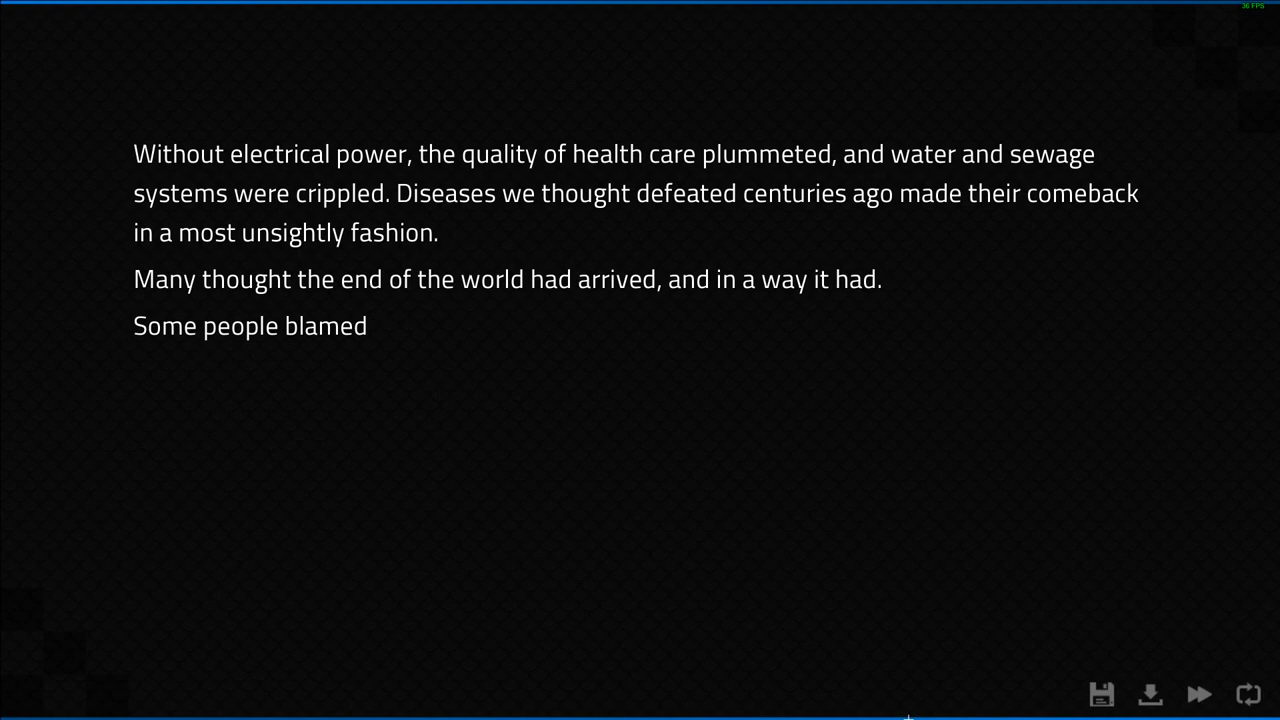 36 FPS
Without electrical power, the quality of health care plummeted, and water and sewage
systems were crippled. Diseases we thought defeated centuries ago made their comeback
in a most unsightly fashion.
Many thought the end of the world had arrived, and in a way it had.
Some people blamed